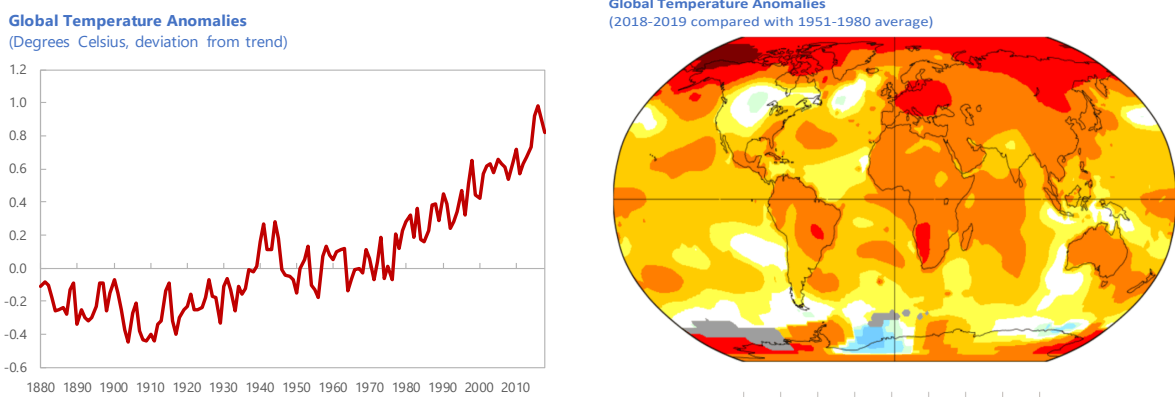 Global Temperature Anomalies
(Degrees Celsius, deviation from trend)
1.2
1.0
0.8
0.6
0.4
0.2
0.0
-0.2
-0.4
-0.6
1880 1890 1900 1910 1920 1930 1940 1950 1960 1970 1980 1990 2000 2010
Global Temperature Anomalies
(2018-2019 compared with 1951-1980 average)